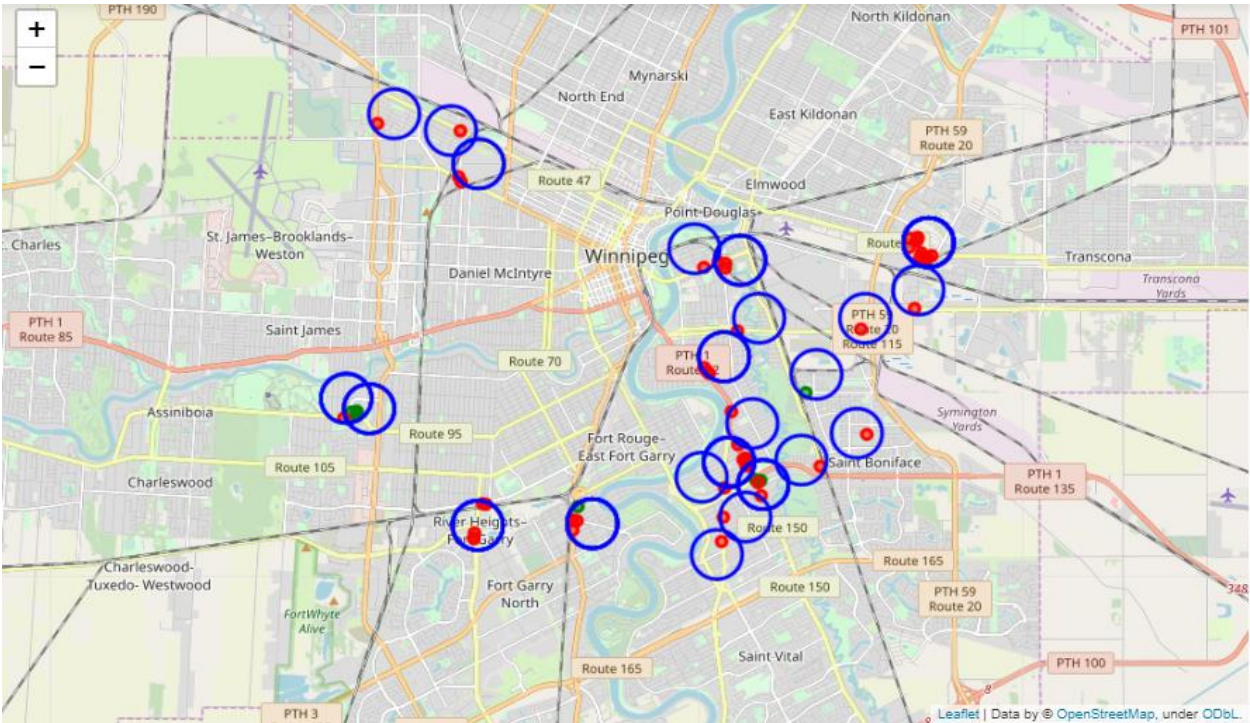 PTH 190
North Kildonan
+
PTH 101
−
Mynarski
North End
East Kildonan
PTH 59
Route 20
Route 47
Elmwood
Point Douglas
St. James–Brooklands–
Weston
Charles
Route
Winnipeg
Transcona
Daniel McIntyre
Transcona
Yards
PTH 1
Route 85
Saint James
PTH 59
Route 20
Route 115
Route 70
PTH 1
Assiniboia
Symington
Yards
Route 95
Fort Rouge–
East Fort Garry
Route 105
Saint Boniface
Charleswood
PTH 1
Route 135
River Heights–
Fort Garry
Route 150
Charleswood-
Tuxedo- Westwood
Route 165
Fort Garry
North
Route 150
PTH 59
Route 20
348
FortWhyte
Alive
Saint Vital
Route 165
PTH 100
8
PTH 3
Leaflet | Data by © OpenStreetMap, under ODbL.